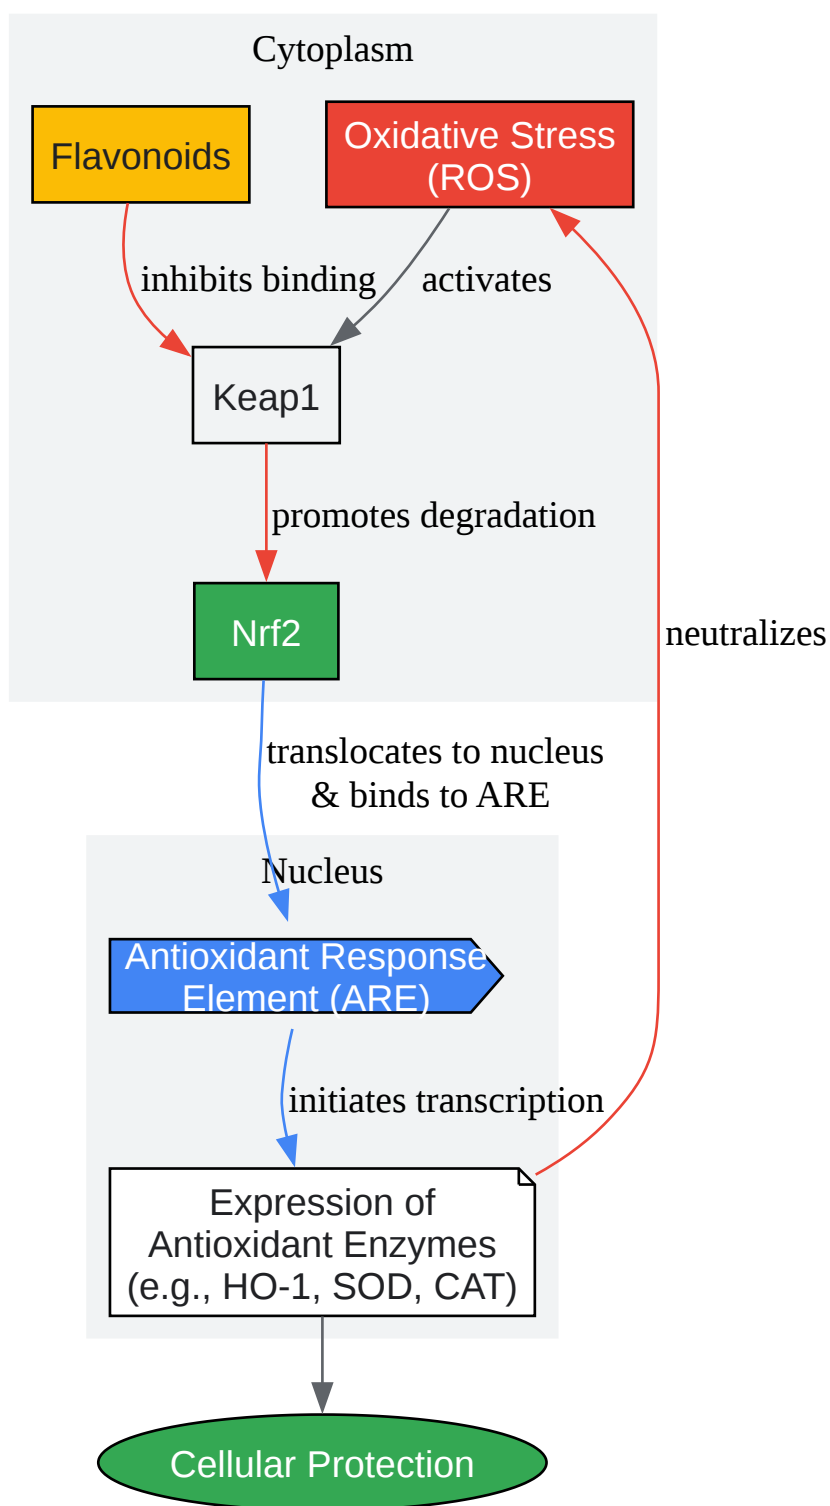 Cytoplasm
Flavonoids
Oxidative Stress
(ROS)
inhibits binding
activates
Keap1
promotes degradation
Nrf2
neutralizes
translocates to nucleus
& binds to ARE
Nucleus
Antioxidant Response
Element (ARE)
initiates transcription
Expression of
Antioxidant Enzymes
(e.g., HO-1, SOD, CAT)
Cellular Protection